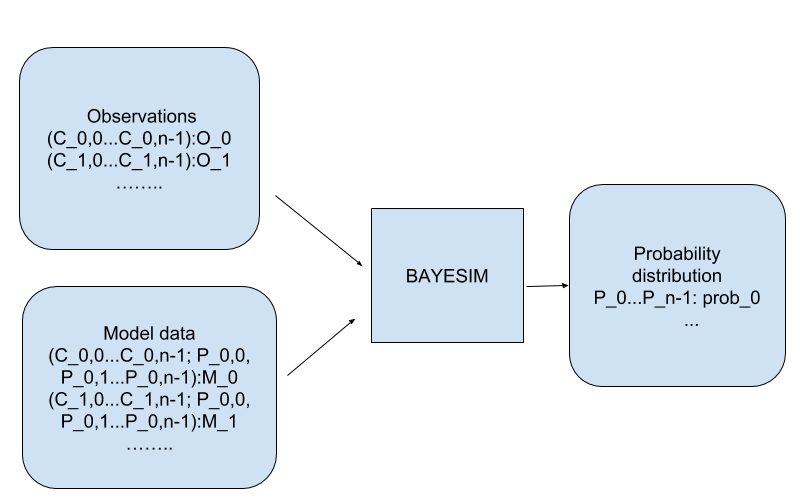 Observations
(C_0,0...C_0,n-1):O_0
(C_1,0...C_1,n-1):O_1
........
Model data
(C_0,0...C_0,n-1; P_0,0,
P_0,1...P_0,n-1):M_0
(C_1,0...C_1,n-1; P_0,0,
P_0,1...P_0,n-1):M_1
........
BAYESIM
Probability
distribution
P_0...P_n-1: prob_0
...